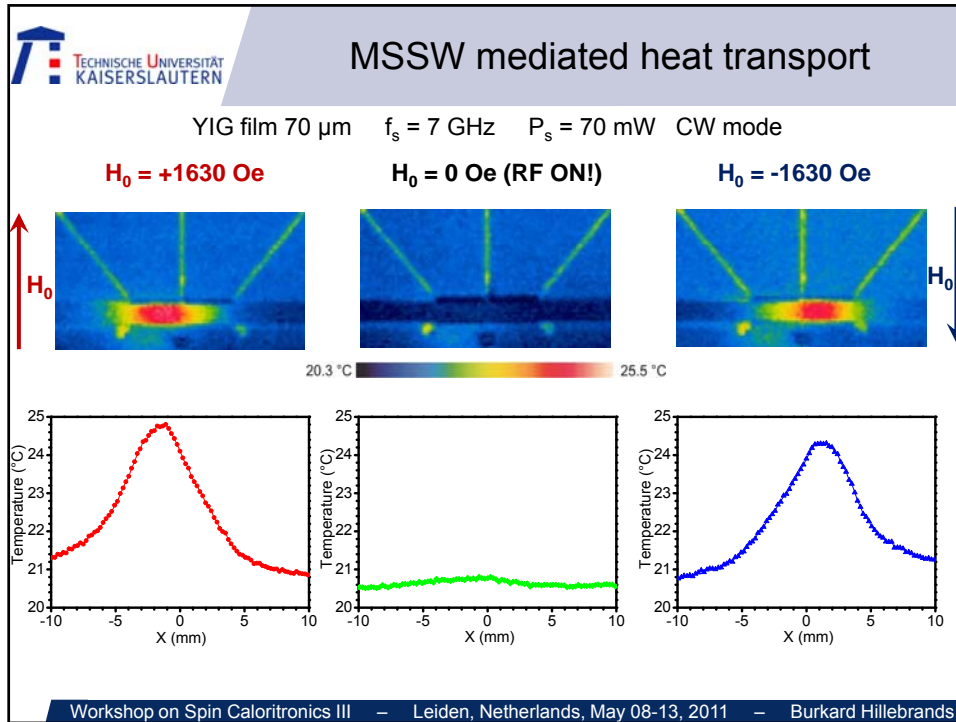 TECHNISCHE UNIVERSITÄT
KAISERSLAUTERN
MSSW mediated heat transport
YIG film 70 µm f_s = 7 GHz P_s = 70 mW CW mode
H_0 = +1630 Oe H_0 = 0 Oe (RF ON!) H_0 = -1630 Oe
H_0 H_0
20.3 °C 25.5 °C
25 25 25
24 24 24
23 23 23
22 22 22
21 21 21
20 20 20
Temperature (°C) Temperature (°C) Temperature (°C)
-10 -5 0 5 10 -10 -5 0 5 10 -10 -5 0 5 10
X (mm) X (mm) X (mm)
Workshop on Spin Caloritronics III – Leiden, Netherlands, May 08-13, 2011 – Burkard Hillebrands